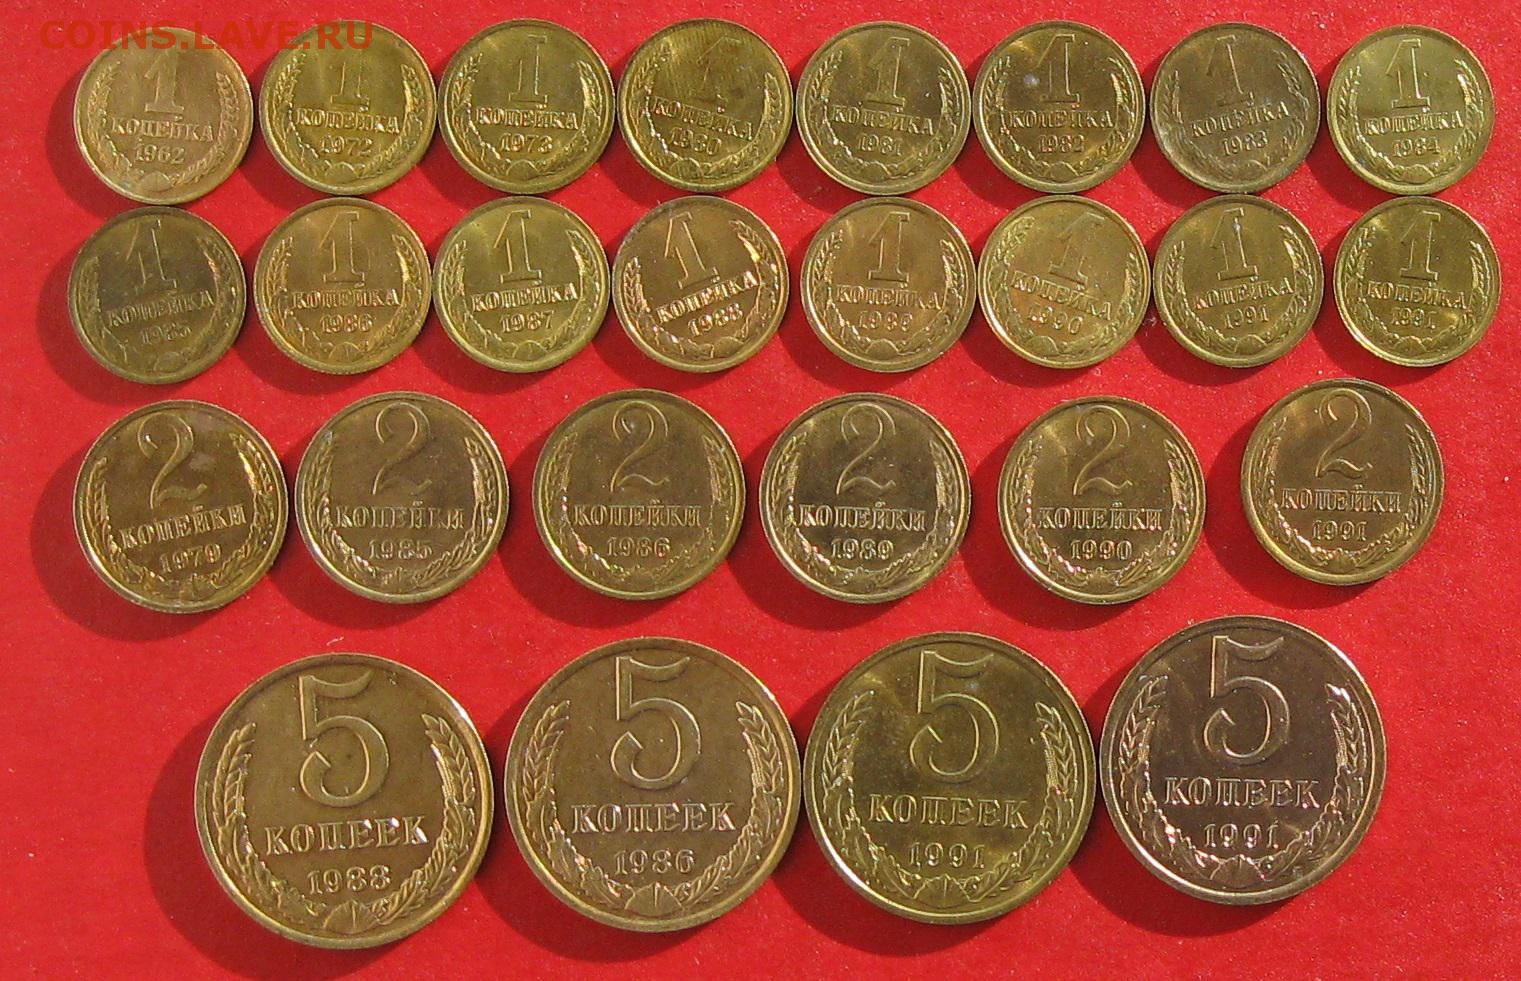 COINS.LAVE.RU
1
КОПЕЙКА
1962
1
КОПЕЙКА
1972
1
КОПЕЙКА
1973
1
КОПЕЙКА
1980
1
КОПЕЙКА
1981
1
КОПЕЙКА
1982
1
КОПЕЙКА
1983
1
КОПЕЙКА
1984
1
КОПЕЙКА
1985
1
КОПЕЙКА
1986
1
КОПЕЙКА
1987
1
КОПЕЙКА
1988
1
КОПЕЙКА
1989
1
КОПЕЙКА
1990
1
КОПЕЙКА
1991
1
КОПЕЙКА
1991
2
КОПЕЙКИ
1979
2
КОПЕЙКИ
1985
2
КОПЕЙКИ
1986
2
КОПЕЙКИ
1989
2
КОПЕЙКИ
1990
2
КОПЕЙКИ
1991
5
КОПЕЕК
1988
5
КОПЕЕК
1986
5
КОПЕЕК
1991
5
КОПЕЕК
1991